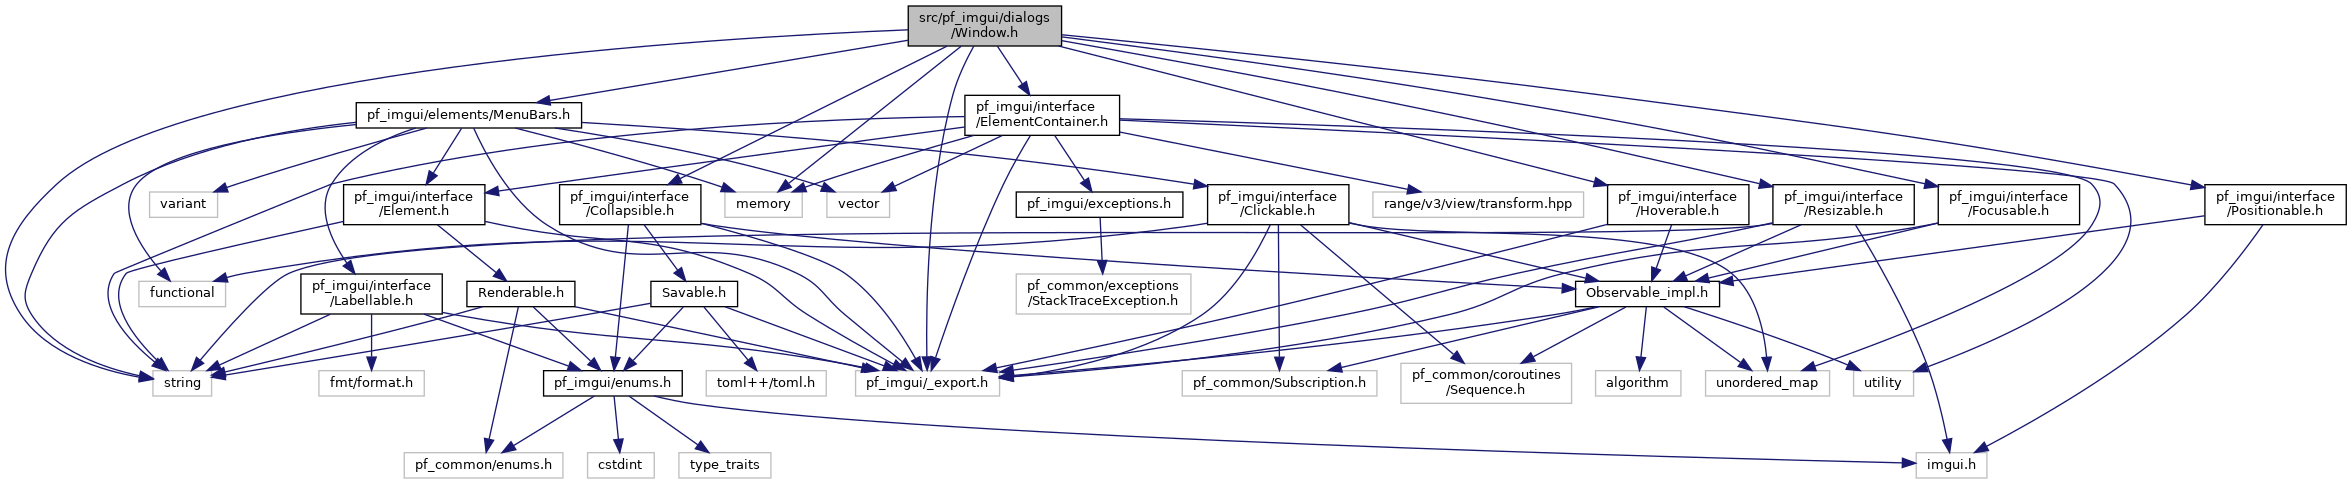 src/pf_imgui/dialogs
/Window.h
pf_imgui/elements/MenuBars.h
pf_imgui/interface
/ElementContainer.h
variant
pf_imgui/interface
/Element.h
pf_imgui/interface
/Collapsible.h
memory
vector
pf_imgui/exceptions.h
pf_imgui/interface
/Clickable.h
range/v3/view/transform.hpp
pf_imgui/interface
/Hoverable.h
pf_imgui/interface
/Resizable.h
pf_imgui/interface
/Focusable.h
pf_imgui/interface
/Positionable.h
functional
pf_imgui/interface
/Labellable.h
Renderable.h
Savable.h
pf_common/exceptions
/StackTraceException.h
Observable_impl.h
string
fmt/format.h
pf_imgui/enums.h
toml++/toml.h
pf_imgui/_export.h
pf_common/Subscription.h
pf_common/coroutines
/Sequence.h
algorithm
unordered_map
utility
pf_common/enums.h
cstdint
type_traits
imgui.h